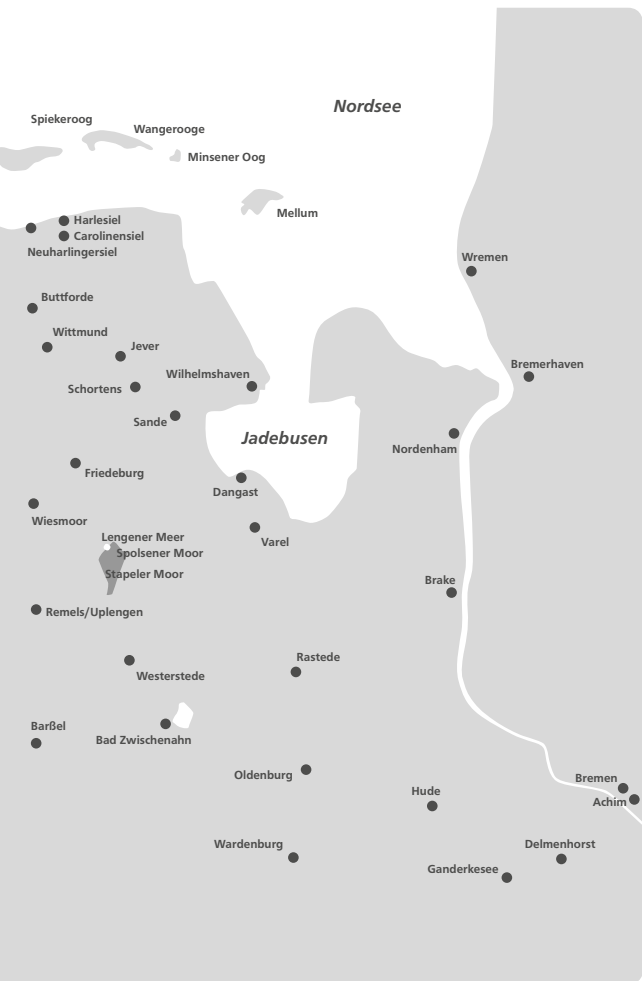 Nordsee
Spiekeroog
Wangerooge
Minsener Oog
Mellum
Harlesiel
Carolinensiel
Neuharlingersiel
Wremen
Buttforde
Wittmund
Jever
Bremerhaven
Wilhelmshaven
Schortens
Sande
Jadebusen
Nordenham
Friedeburg
Dangast
Wiesmoor
Lengener Meer
Varel
Spolsener Moor
Stapeler Moor
Brake
Remels/Uplengen
Rastede
Westerstede
Barßel
Bad Zwischenahn
Oldenburg
Bremen
Hude
Achim
Wardenburg
Delmenhorst
Ganderkesee